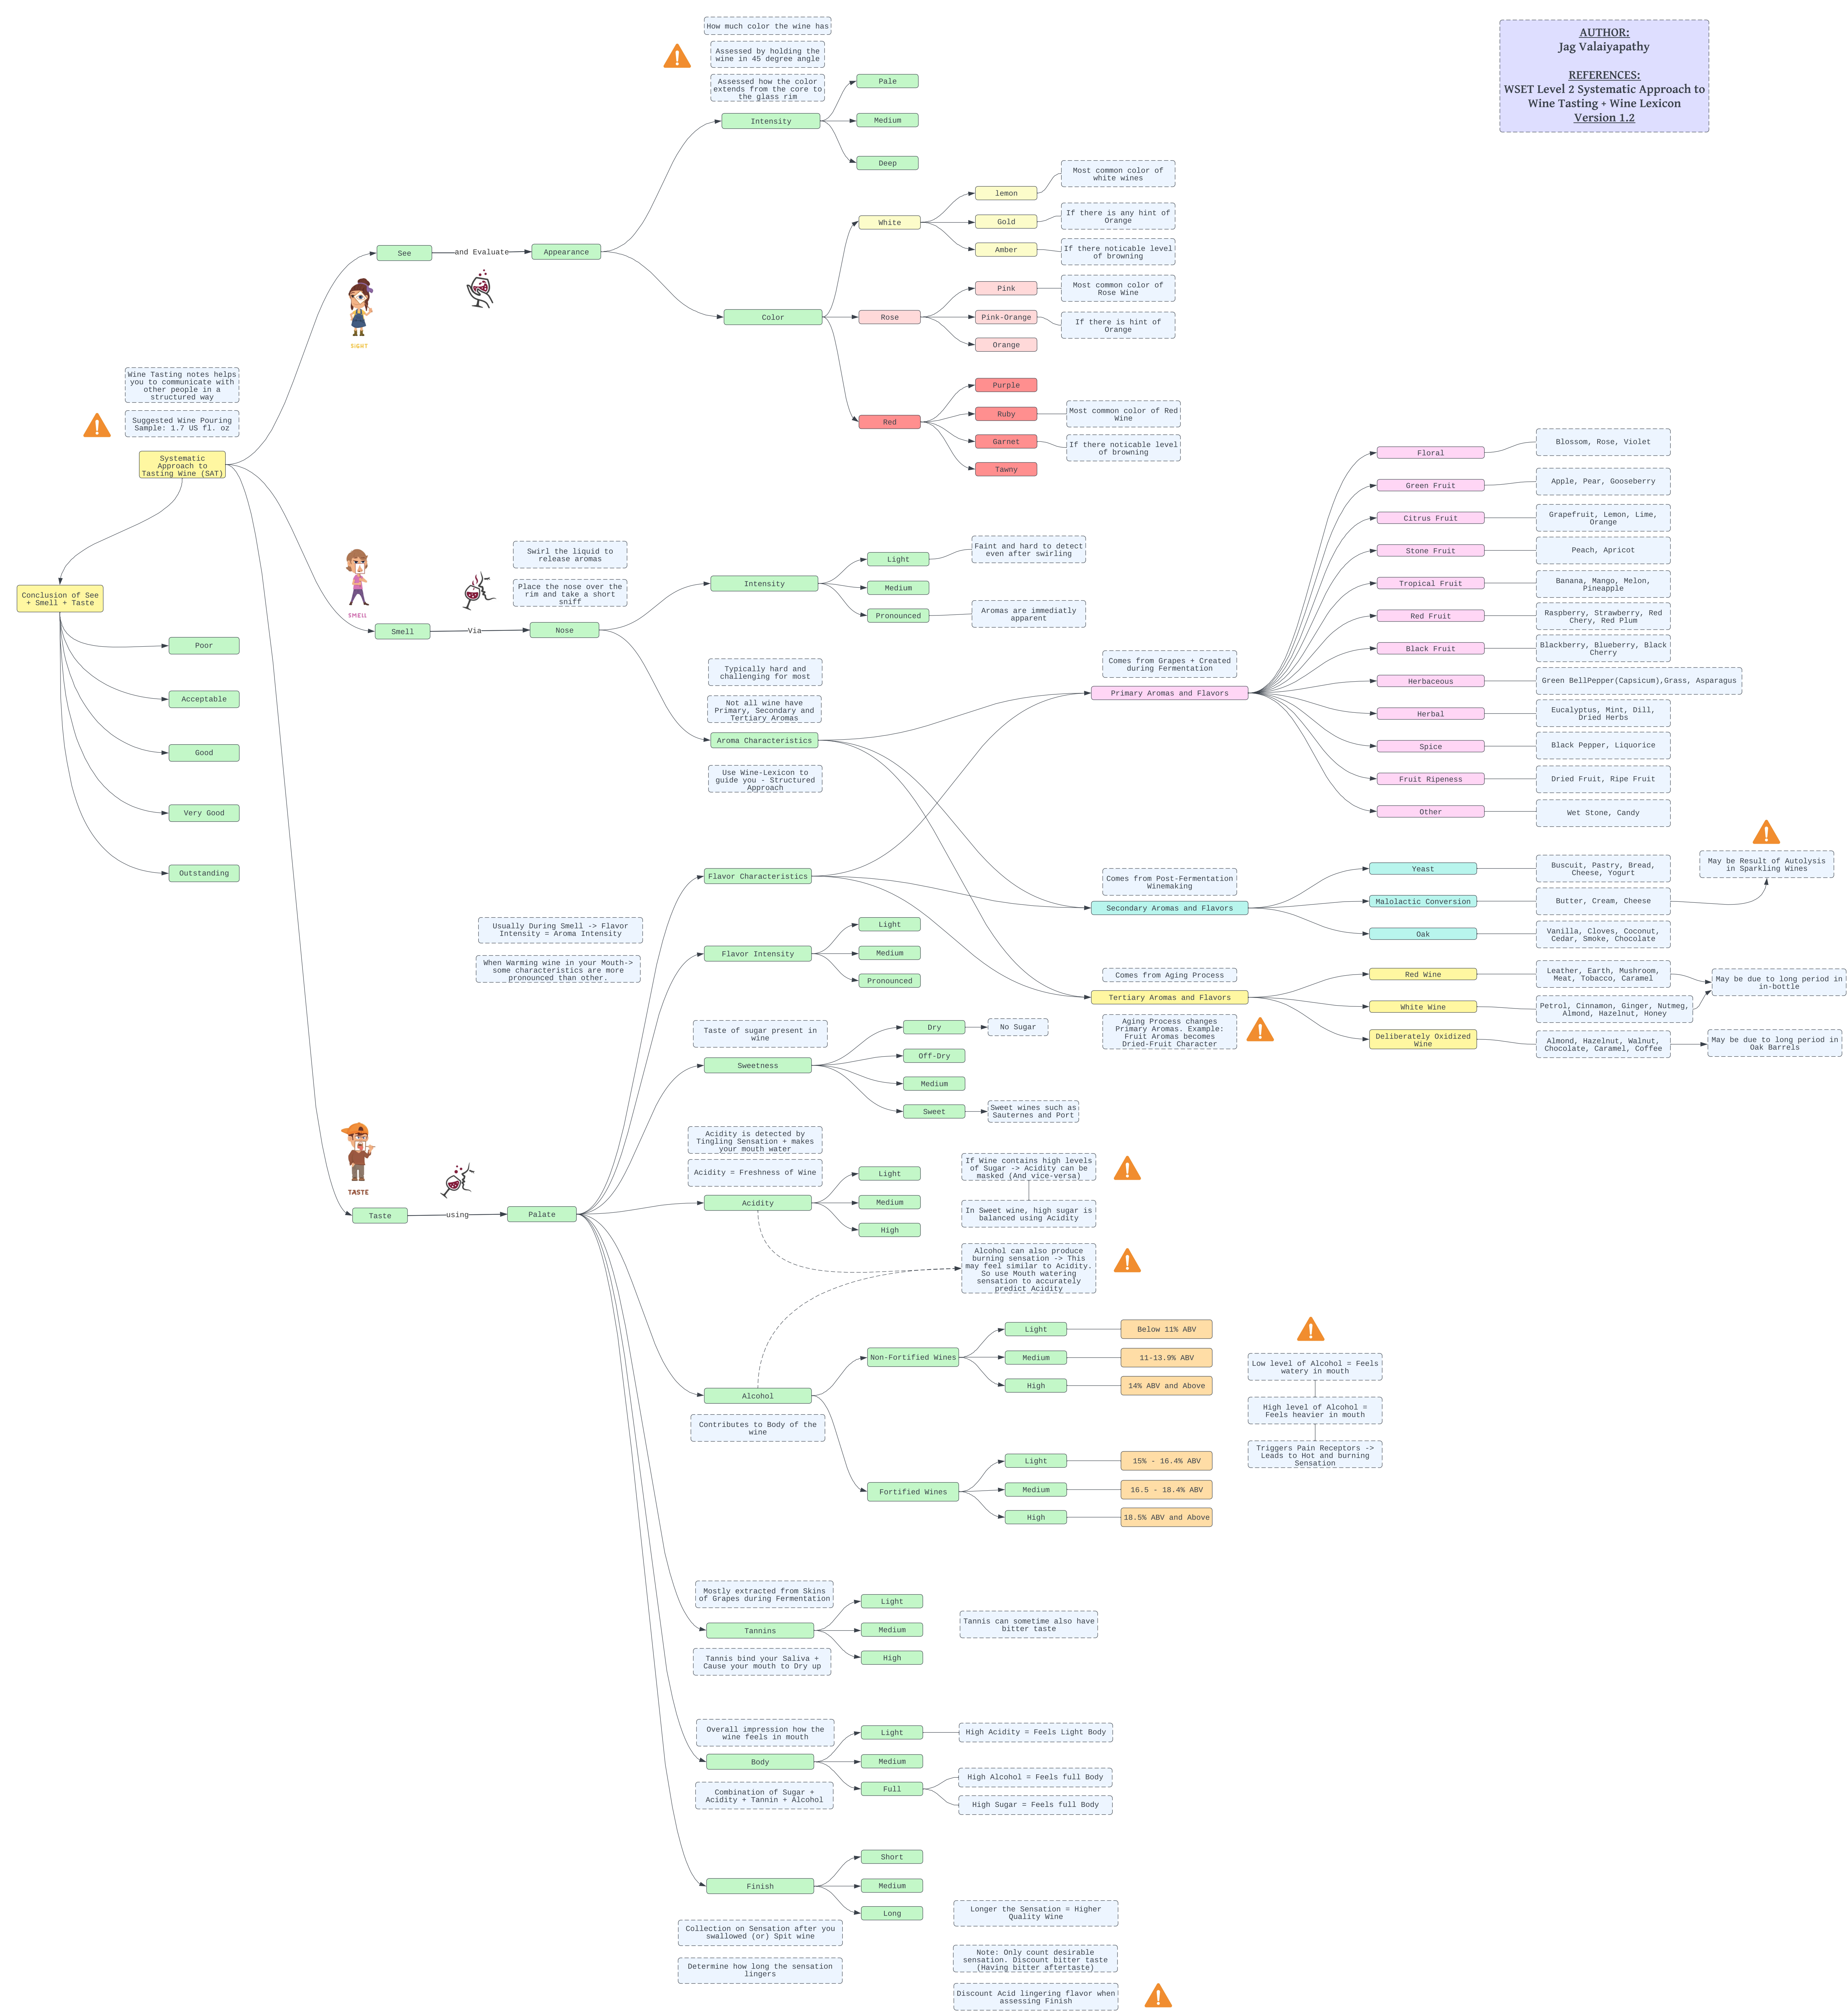 How much color the wine has
Assessed by holding the
wine in 45 degree angle
Assessed how the color
extends from the core to
the glass rim
AUTHOR:
Jag Valaiyapathy
REFERENCES:
WSET Level 2 Systematic Approach to
Wine Tasting + Wine Lexicon
Version 1.2
Intensity
Pale
Medium
Deep
See
and Evaluate
Appearance
SIGHT
Color
White
lemon
Most common color of
white wines
Gold
If there is any hint of
Orange
Amber
If there noticable level
of browning
Rose
Pink
Most common color of
Rose Wine
Pink-Orange
If there is hint of
Orange
Orange
Red
Purple
Ruby
Most common color of Red
Wine
Garnet
If there noticable level
of browning
Tawny
Wine Tasting notes helps
you to communicate with
other people in a
structured way
Suggested Wine Pouring
Sample: 1.7 US fl. oz
Systematic
Approach to
Tasting Wine (SAT)
Conclusion of See
+ Smell + Taste
Poor
Acceptable
Good
Very Good
Outstanding
SMELL
Smell
Via
Nose
Swirl the liquid to
release aromas
Place the nose over the
rim and take a short
sniff
Intensity
Light
Faint and hard to detect
even after swirling
Medium
Pronounced
Aromas are immediatly
apparent
Typically hard and
challenging for most
Not all wine have
Primary, Secondary and
Tertiary Aromas
Aroma Characteristics
Use Wine-Lexicon to
guide you - Structured
Approach
Comes from Grapes + Created
during Fermentation
Primary Aromas and Flavors
Floral
Blossom, Rose, Violet
Green Fruit
Apple, Pear, Gooseberry
Citrus Fruit
Grapefruit, Lemon, Lime,
Orange
Stone Fruit
Peach, Apricot
Tropical Fruit
Banana, Mango, Melon,
Pineapple
Red Fruit
Raspberry, Strawberry, Red
Chery, Red Plum
Black Fruit
Blackberry, Blueberry, Black
Cherry
Herbaceous
Green BellPepper(Capsicum),Grass, Asparagus
Herbal
Eucalyptus, Mint, Dill,
Dried Herbs
Spice
Black Pepper, Liquorice
Fruit Ripeness
Dried Fruit, Ripe Fruit
Other
Wet Stone, Candy
Comes from Post-Fermentation
Winemaking
Secondary Aromas and Flavors
Yeast
Buscuit, Pastry, Bread,
Cheese, Yogurt
May be Result of Autolysis
in Sparkling Wines
Malolactic Conversion
Butter, Cream, Cheese
Oak
Vanilla, Cloves, Coconut,
Cedar, Smoke, Chocolate
Comes from Aging Process
Tertiary Aromas and Flavors
Aging Process changes
Primary Aromas. Example:
Fruit Aromas becomes
Dried-Fruit Character
Red Wine
Leather, Earth, Mushroom,
Meat, Tobacco, Caramel
May be due to long period in
in-bottle
White Wine
Petrol, Cinnamon, Ginger, Nutmeg,
Almond, Hazelnut, Honey
Deliberately Oxidized
Wine
Almond, Hazelnut, Walnut,
Chocolate, Caramel, Coffee
May be due to long period in
Oak Barrels
TASTE
Taste
using
Palate
Flavor Characteristics
Usually During Smell -> Flavor
Intensity = Aroma Intensity
When Warming wine in your Mouth->
some characteristics are more
pronounced than other.
Flavor Intensity
Light
Medium
Pronounced
Taste of sugar present in
wine
Sweetness
Dry
No Sugar
Off-Dry
Medium
Sweet
Sweet wines such as
Sauternes and Port
Acidity is detected by
Tingling Sensation + makes
your mouth water
Acidity = Freshness of Wine
Acidity
Light
Medium
High
If Wine contains high levels
of Sugar -> Acidity can be
masked (And vice-versa)
In Sweet wine, high sugar is
balanced using Acidity
Alcohol can also produce
burning sensation -> This
may feel similar to Acidity.
So use Mouth watering
sensation to accurately
predict Acidity
Alcohol
Contributes to Body of the
wine
Non-Fortified Wines
Light
Below 11% ABV
Medium
11-13.9% ABV
High
14% ABV and Above
Fortified Wines
Light
15% - 16.4% ABV
Medium
16.5 - 18.4% ABV
High
18.5% ABV and Above
Low level of Alcohol = Feels
watery in mouth
High level of Alcohol =
Feels heavier in mouth
Triggers Pain Receptors ->
Leads to Hot and burning
Sensation
Mostly extracted from Skins
of Grapes during Fermentation
Tannins
Tannis bind your Saliva +
Cause your mouth to Dry up
Light
Medium
High
Tannis can sometime also have
bitter taste
Overall impression how the
wine feels in mouth
Body
Combination of Sugar +
Acidity + Tannin + Alcohol
Light
High Acidity = Feels Light Body
Medium
Full
High Alcohol = Feels full Body
High Sugar = Feels full Body
Finish
Short
Medium
Long
Collection on Sensation after you
swallowed (or) Spit wine
Determine how long the sensation
lingers
Longer the Sensation = Higher
Quality Wine
Note: Only count desirable
sensation. Discount bitter taste
(Having bitter aftertaste)
Discount Acid lingering flavor when
assessing Finish